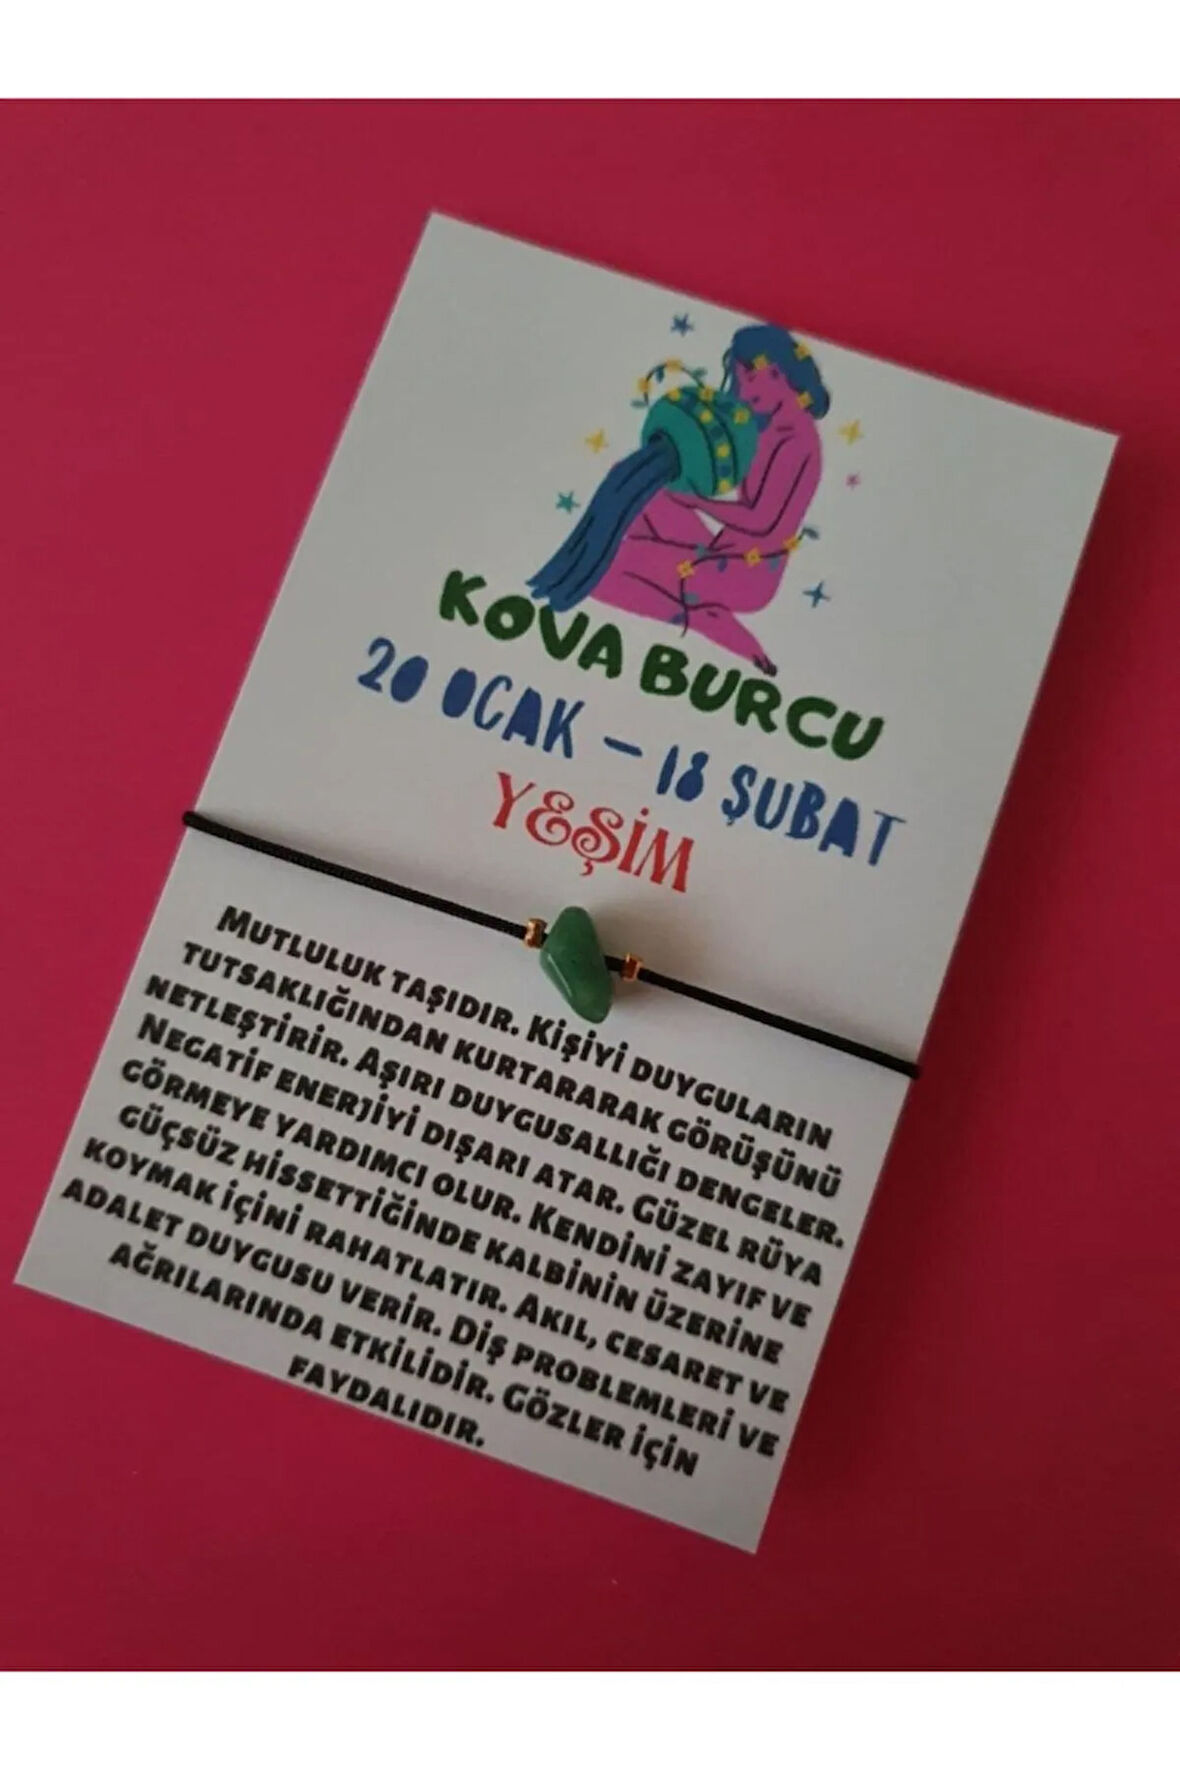 KOVA BURCU
20 OCAK – 18 ŞUBAT
YEŞİM
MUTLULUK TAŞIDIR. KİŞİYİ DUYGULARIN
TUTSAKLIĞINDAN KURTARARAK GÖRÜŞÜNÜ
NETLEŞTİRİR. AŞIRI DUYGUSALLIĞI DENGELER.
NEGATİF ENERJİYİ DIŞARI ATAR. GÜZEL RÜYA
GÖRMEYE YARDIMCI OLUR. KENDİNİ ZAYIF VE
GÜÇSÜZ HİSSETTİĞİNDE KALBİNİN ÜZERİNE
KOYMAK İÇİNİ RAHATLATIR. AKIL, CESARET VE
ADALET DUYGUSU VERİR. DİŞ PROBLEMLERİ VE
AĞRILARINDA ETKİLİDİR. GÖZLER İÇİN
FAYDALIDIR.